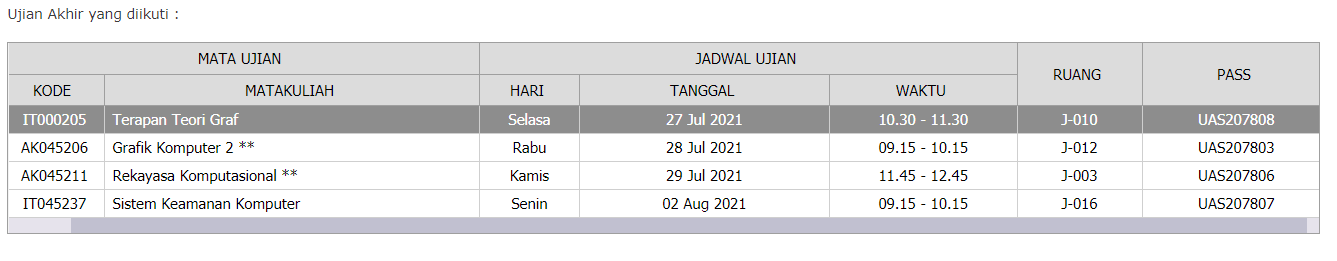 Ujian Akhir yang diikuti :
MATA UJIAN JADWAL UJIAN RUANG PASS
KODE MATAKULIAH HARI TANGGAL WAKTU
IT000205 Terapan Teori Graf Selasa 27 Jul 2021 10.30 - 11.30 J-010 UAS207808
AK045206 Grafik Komputer 2 ** Rabu 28 Jul 2021 09.15 - 10.15 J-012 UAS207803
AK045211 Rekayasa Komputasional ** Kamis 29 Jul 2021 11.45 - 12.45 J-003 UAS207806
IT045237 Sistem Keamanan Komputer Senin 02 Aug 2021 09.15 - 10.15 J-016 UAS207807